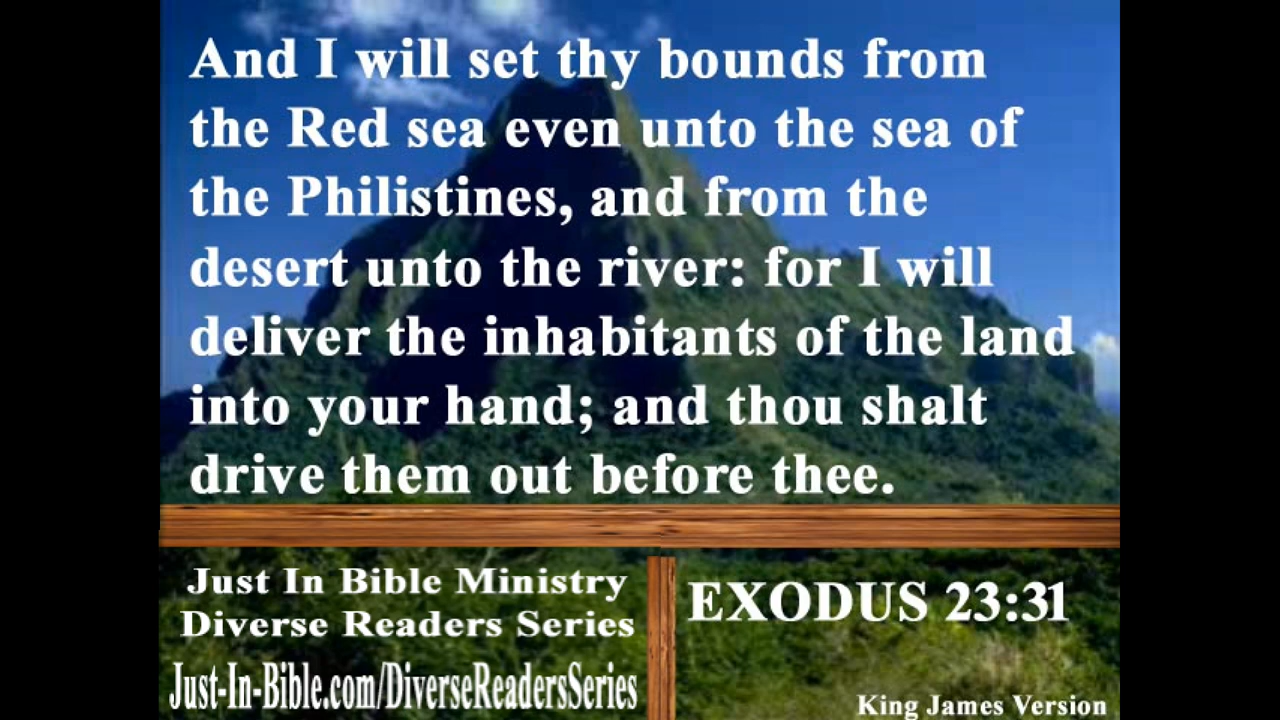 And I will set thy bounds from
the Red sea even unto the sea of
the Philistines, and from the
desert unto the river: for I will
deliver the inhabitants of the land
into your hand; and thou shalt
drive them out before thee.
Just In Bible Ministry
Diverse Readers Series
Just-In-Bible.com/DiverseReadersSeries
EXODUS 23:31
King James Version